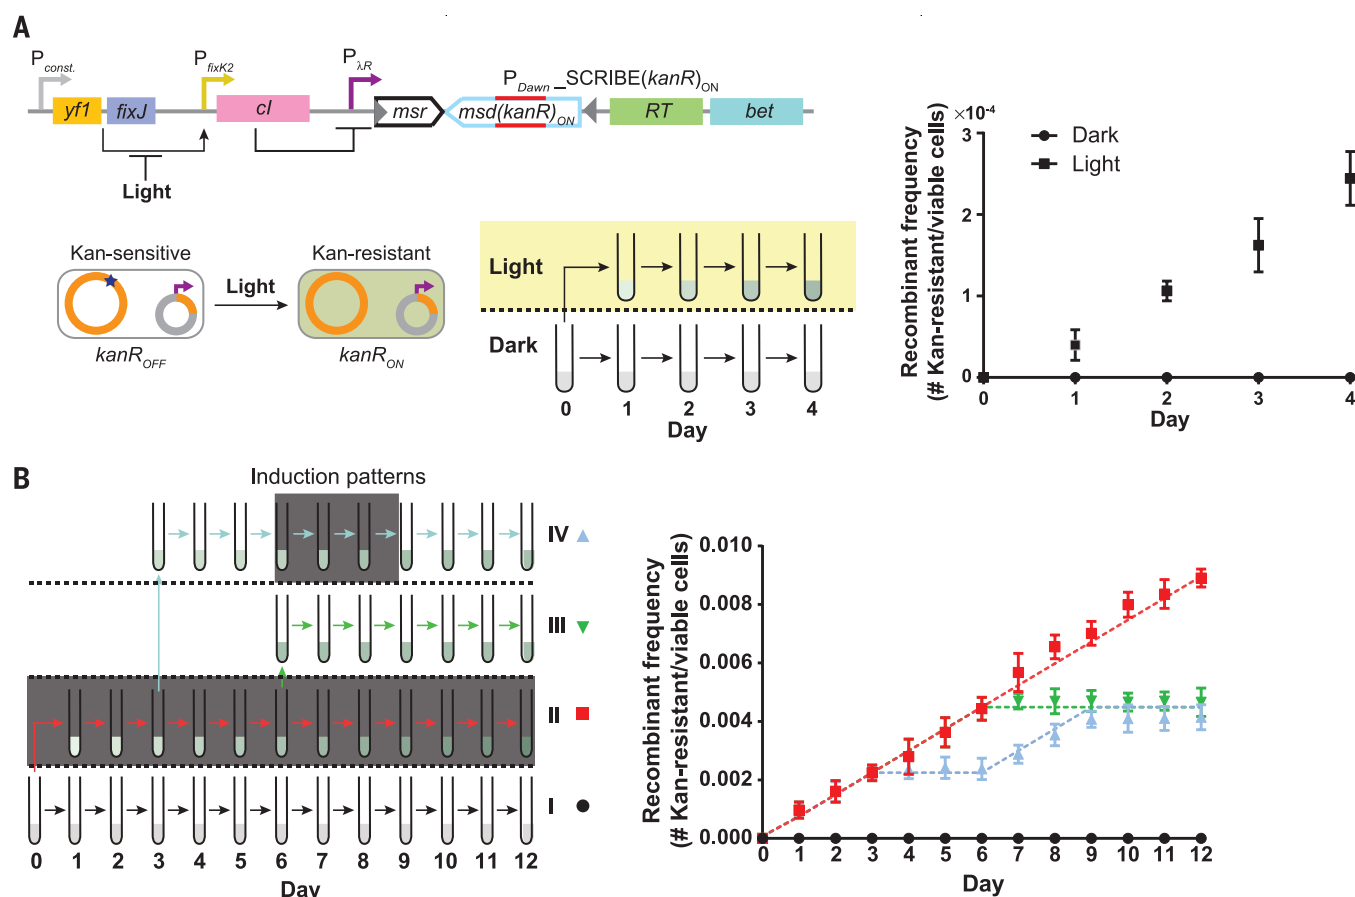 A
P const.
P fixK2
P λR
P Dawn _SCRIBE(kanR)ON
yf1
fixJ
cI
msr
msd(kanR)ON
RT
bet
Light
Kan-sensitive
Kan-resistant
Light
kanR OFF
kanR ON
Light
Dark
0 1 2 3 4
Day
×10-4
3
2
1
0
Recombinant frequency
(# Kan-resistant/viable cells)
Dark
Light
0 1 2 3 4
Day
B
Induction patterns
IV
III
II
I
0 1 2 3 4 5 6 7 8 9 10 11 12
Day
Recombinant frequency
(# Kan-resistant/viable cells)
0.010
0.008
0.006
0.004
0.002
0.000
0 1 2 3 4 5 6 7 8 9 10 11 12
Day